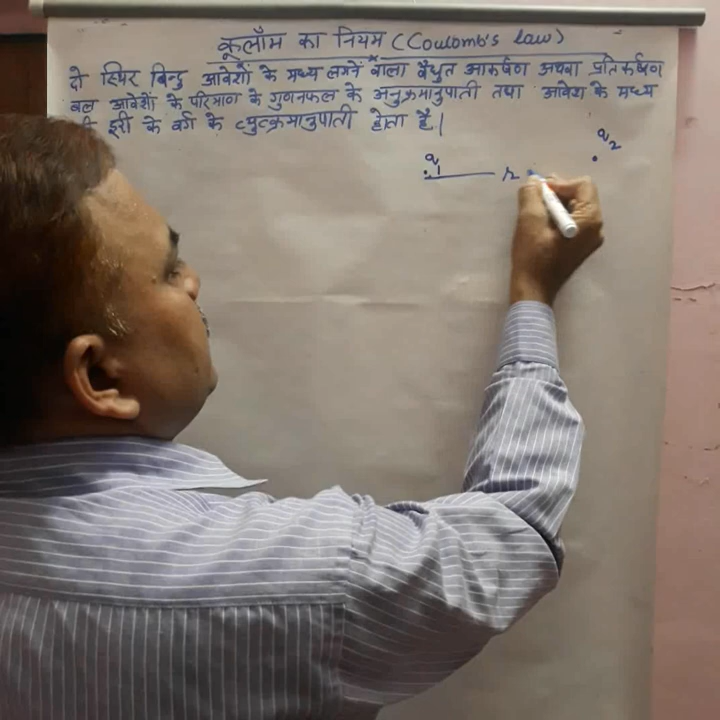 कूलॉम का नियम (Coulomb's law)
दो स्थिर बिन्दु आवेशों के मध्य लगने वाला वैधुत आकर्षण अथवा प्रतिकर्षण
बल आवेशों के परिमाण के गुणनफल के अनुक्रमानुपाती तथा आवेश के मध्य
दूरी के वर्ग के व्युत्क्रमानुपाती होता है।
q1 r q2